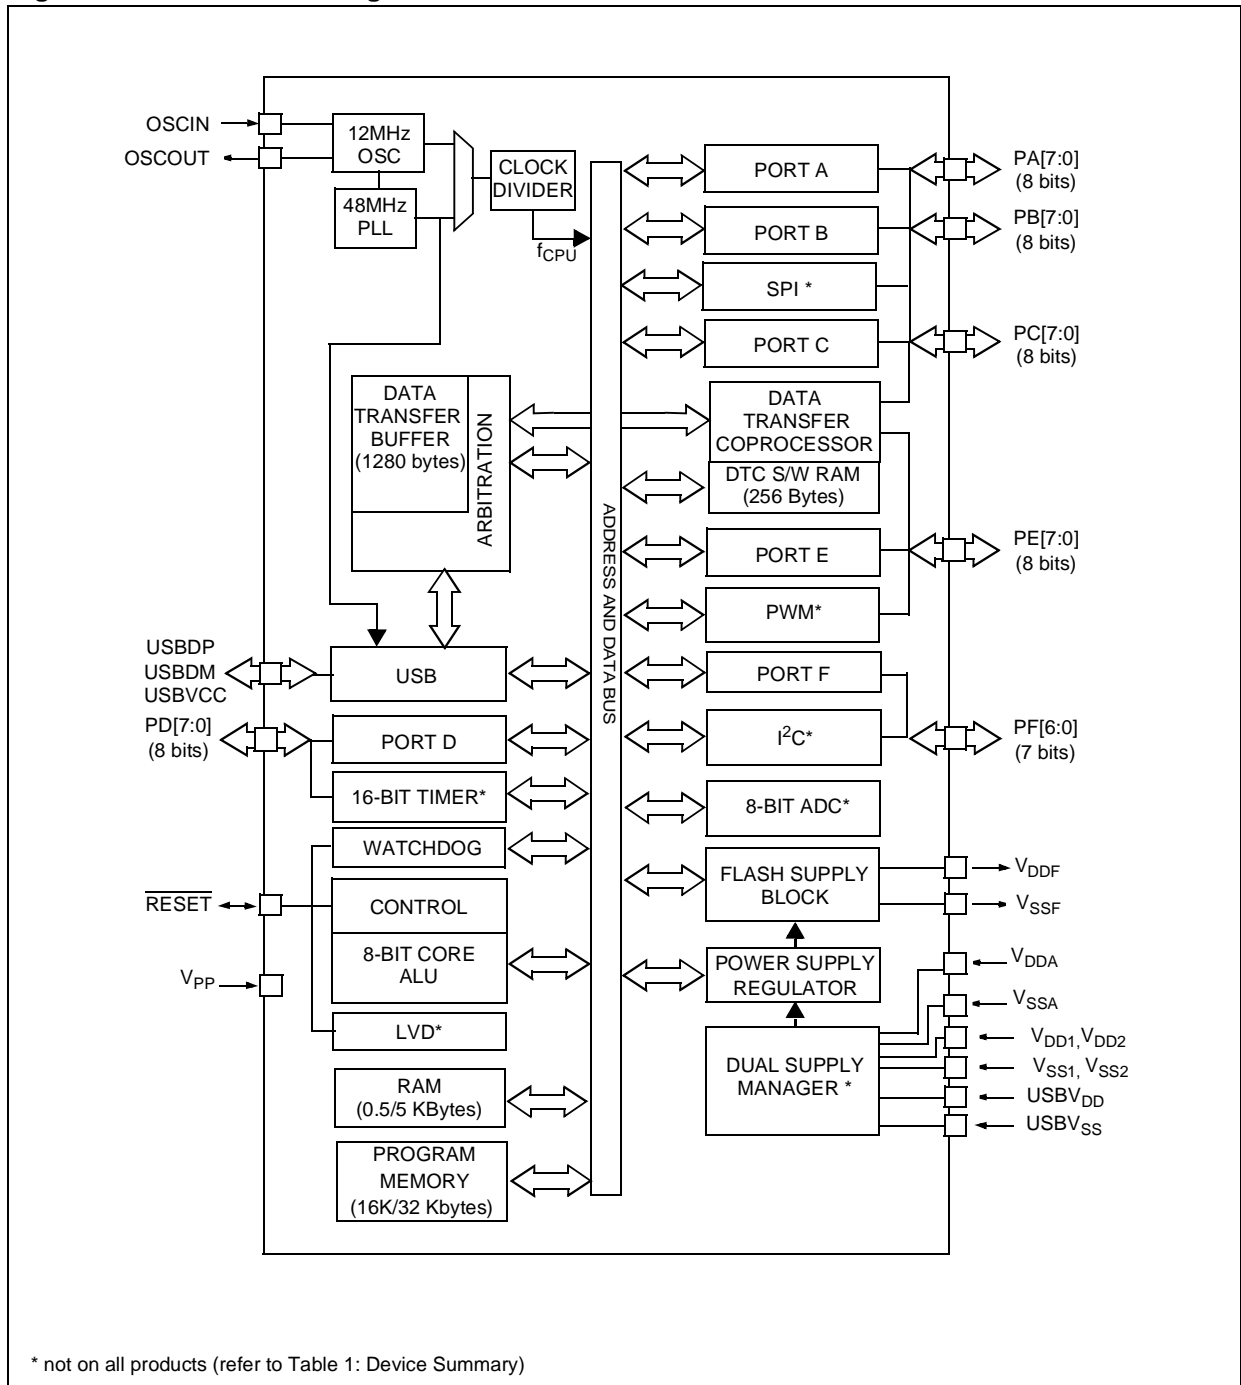 OSCIN
OSCOUT
12MHz
OSC
48MHz
PLL
CLOCK
DIVIDER
fCPU
DATA
TRANSFER
BUFFER
(1280 bytes)
ARBITRATION
USBDP
USBDM
USBVCC
USB
PD[7:0]
(8 bits)
PORT D
16-BIT TIMER*
WATCHDOG
RESET
CONTROL
8-BIT CORE
ALU
VPP
LVD*
RAM
(0.5/5 KBytes)
PROGRAM
MEMORY
(16K/32 Kbytes)
ADDRESS AND DATA BUS
PORT A
PA[7:0]
(8 bits)
PORT B
PB[7:0]
(8 bits)
SPI *
PORT C
PC[7:0]
(8 bits)
DATA
TRANSFER
COPROCESSOR
DTC S/W RAM
(256 Bytes)
PORT E
PE[7:0]
(8 bits)
PWM*
PORT F
I2C*
PF[6:0]
(7 bits)
8-BIT ADC*
FLASH SUPPLY
BLOCK
VDDF
VSSF
POWER SUPPLY
REGULATOR
VDDA
VSSA
DUAL SUPPLY
MANAGER *
VDD1,VDD2
VSS1, VSS2
USBVDD
USBVSS
* not on all products (refer to Table 1: Device Summary)